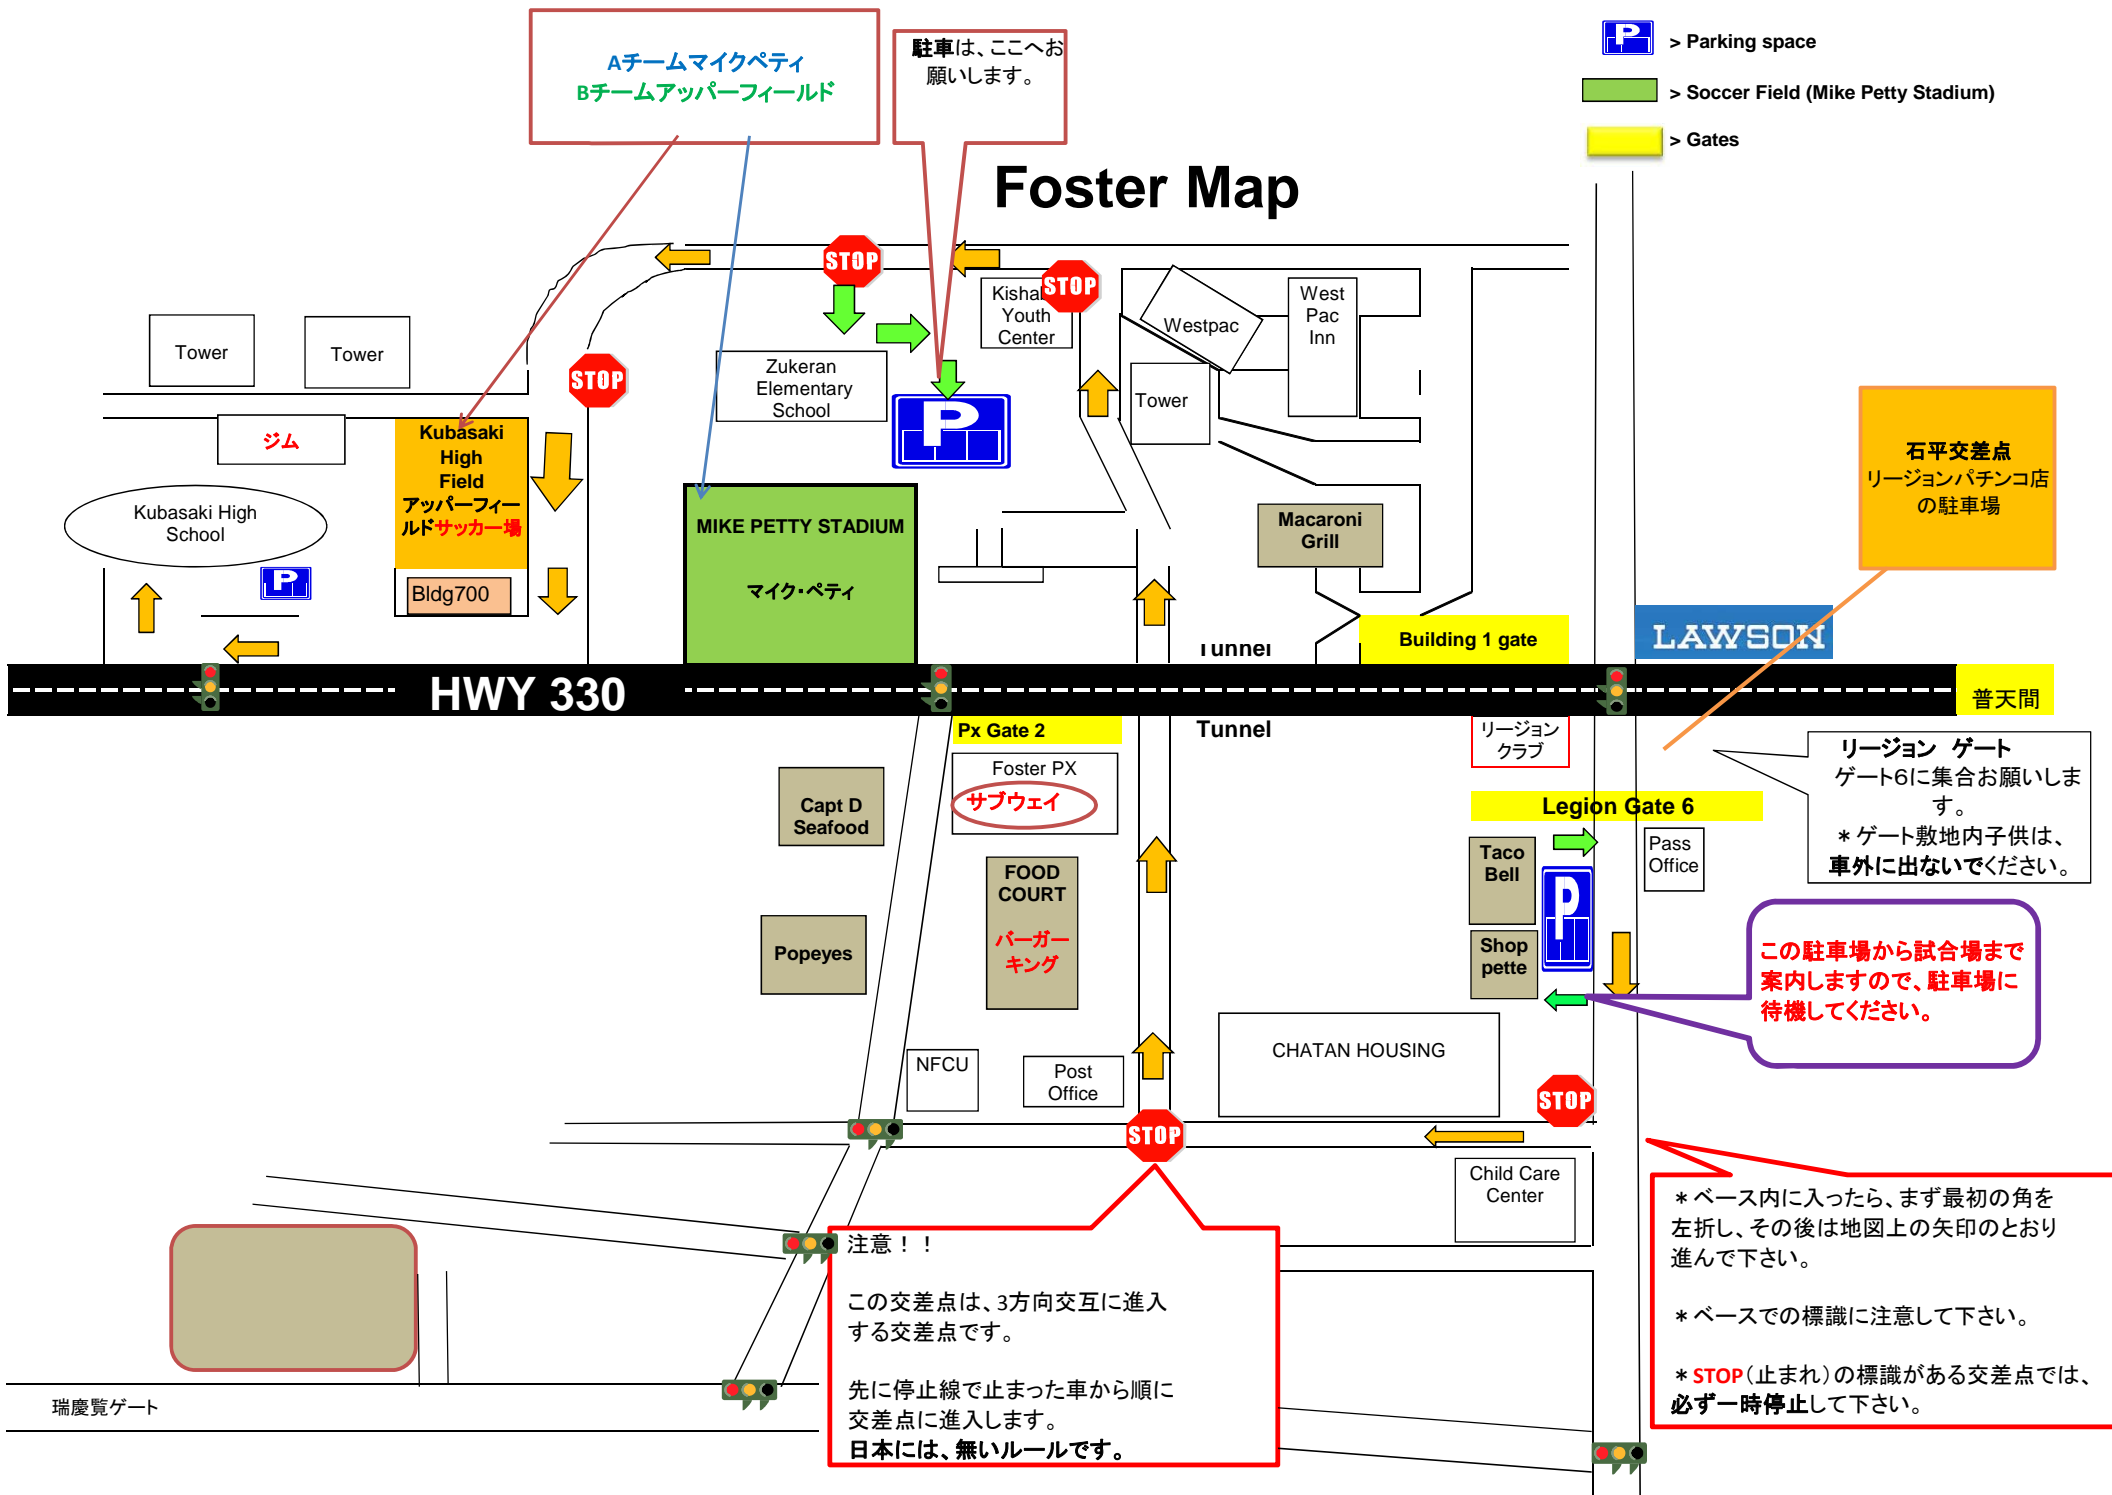 Aチームマイクペティ
Bチームアッパーフィールド
駐車は、ここへお
願いします。
P
> Parking space
> Soccer Field (Mike Petty Stadium)
> Gates
Foster Map
STOP
STOP
Kisha
Youth
Center
Westpac
West
Pac
Inn
Tower
Tower
STOP
Zukeran
Elementary
School
P
Tower
ジム
Kubasaki
High
Field
アッパーフィー
ルドサッカー場
石平交差点
リージョンパチンコ店
の駐車場
Kubasaki High
School
P
Bldg700
MIKE PETTY STADIUM
マイク・ペティ
Macaroni
Grill
Building 1 gate
LAWSON
Tunnel
HWY 330
普天間
Px Gate 2
Tunnel
リージョン
クラブ
リージョン ゲート
ゲート6に集合お願いしま
す。
*ゲート敷地内子供は、
車外に出ないでください。
Foster PX
サブウェイ
Capt D
Seafood
Legion Gate 6
Taco
Bell
Pass
Office
P
FOOD
COURT
バーガー
キング
Popeyes
Shop
pette
この駐車場から試合場まで
案内しますので、駐車場に
待機してください。
NFCU
Post
Office
CHATAN HOUSING
STOP
STOP
Child Care
Center
*ベース内に入ったら、まず最初の角を
左折し、その後は地図上の矢印のとおり
進んで下さい。
*ベースでの標識に注意して下さい。
*STOP(止まれ)の標識がある交差点では、
必ず一時停止して下さい。
注意!!
この交差点は、3方向交互に進入
する交差点です。
先に停止線で止まった車から順に
交差点に進入します。
日本には、無いルールです。
瑞慶覧ゲート